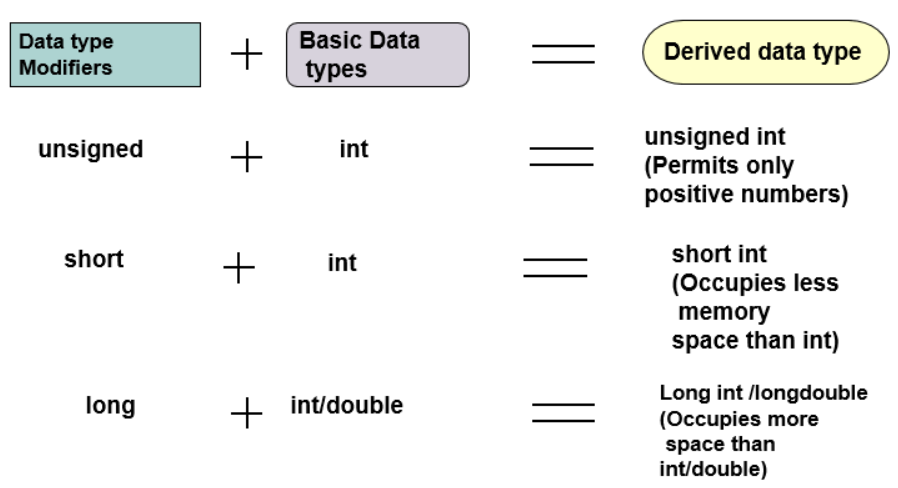 Data type
Modifiers
+
Basic Data
types
=
Derived data type
unsigned
+
int
=
unsigned int
(Permits only
positive numbers)
short
+
int
=
short int
(Occupies less
memory
space than int)
long
+
int/double
=
Long int /longdouble
(Occupies more
space than
int/double)